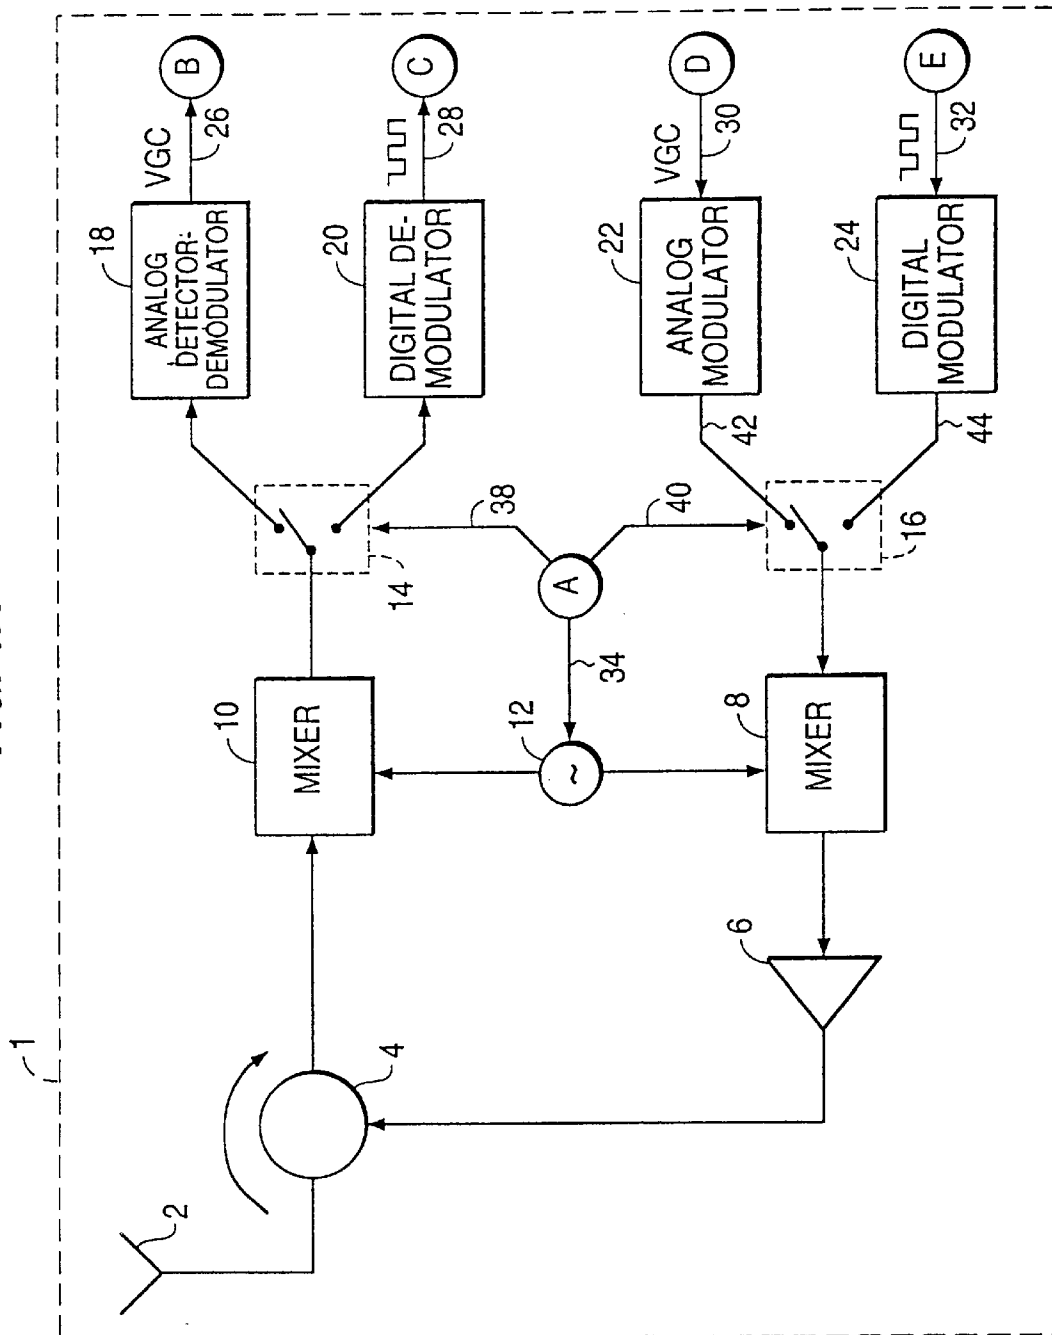 1
2
4
10
MIXER
14
18
ANALOG
DETECTOR-
DEMODULATOR
VGC
26
B
20
DIGITAL DE-
MODULATOR
28
C
12
~
34
A
38
40
6
8
MIXER
16
42
22
ANALOG
MODULATOR
VGC
30
D
44
24
DIGITAL
MODULATOR
32
E